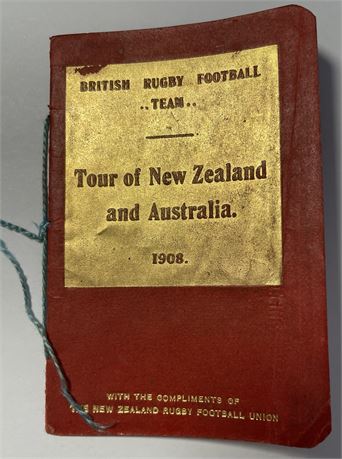 BRITISH RUGBY FOOTBALL
..TEAM..
Tour of New Zealand
and Australia.
1908.
WITH THE COMPLIMENTS OF
THE NEW ZEALAND RUGBY FOOTBALL UNION